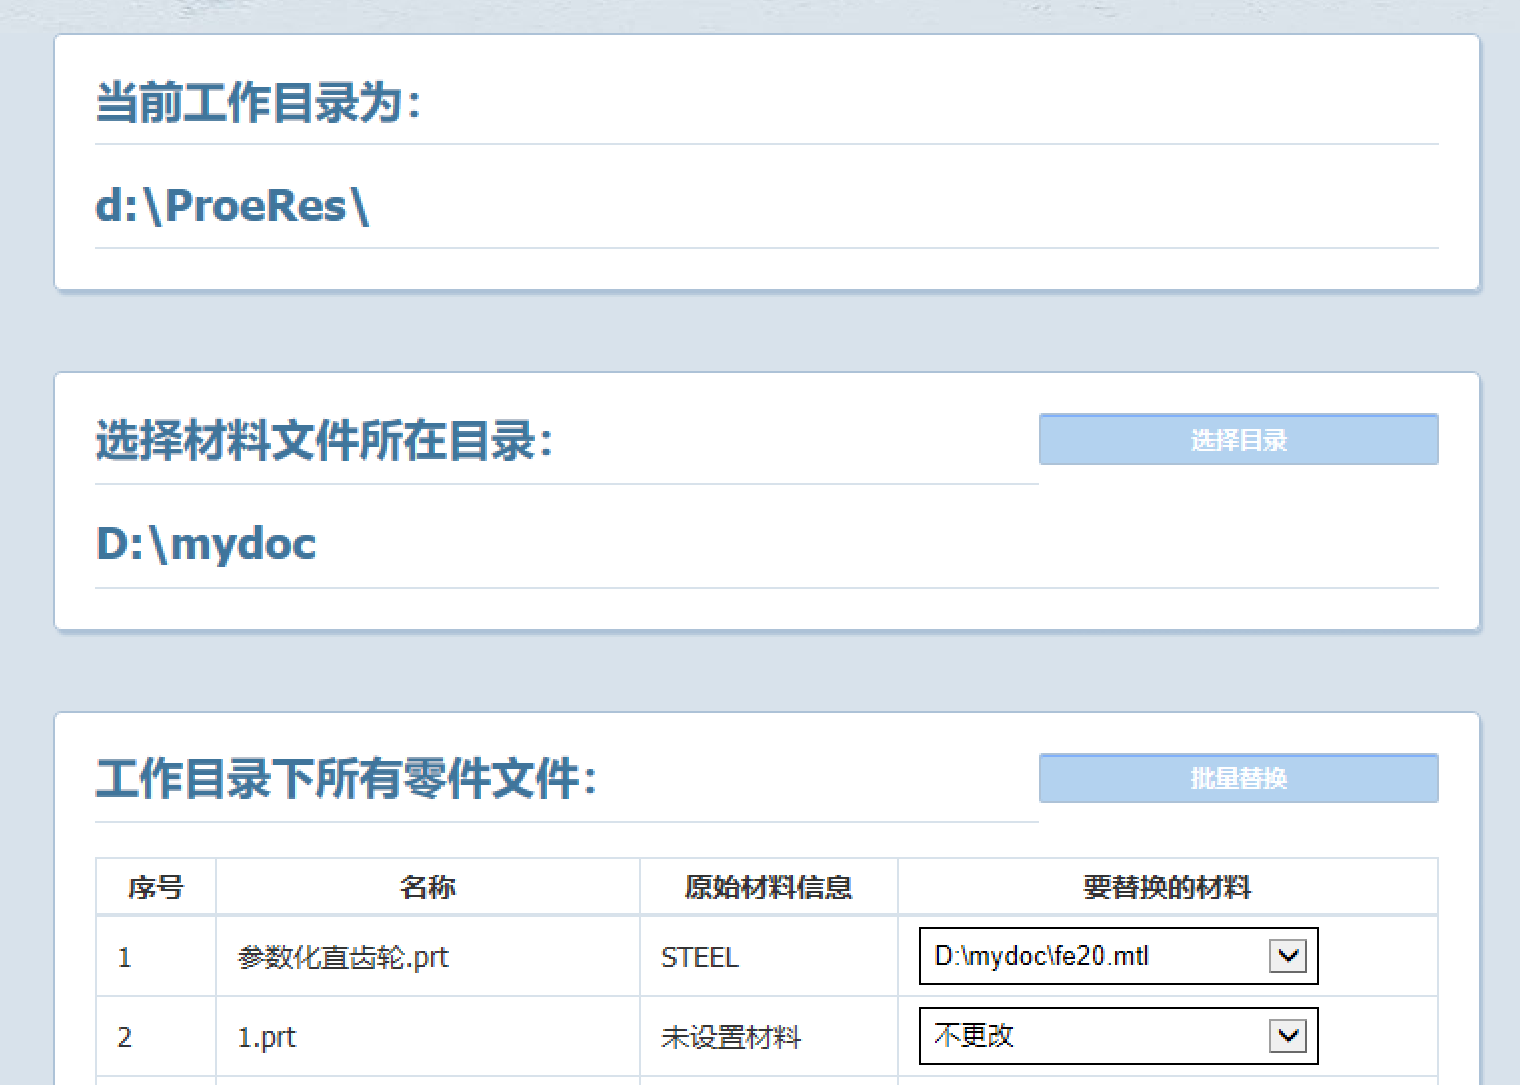 当前工作目录为：
d:\ProeRes\
选择材料文件所在目录：
选择目录
D:\mydoc
工作目录下所有零件文件：
批量替换
序号 名称 原始材料信息 要替换的材料
1 参数化直齿轮.prt STEEL D:\mydoc\fe20.mtl
2 1.prt 未设置材料 不更改